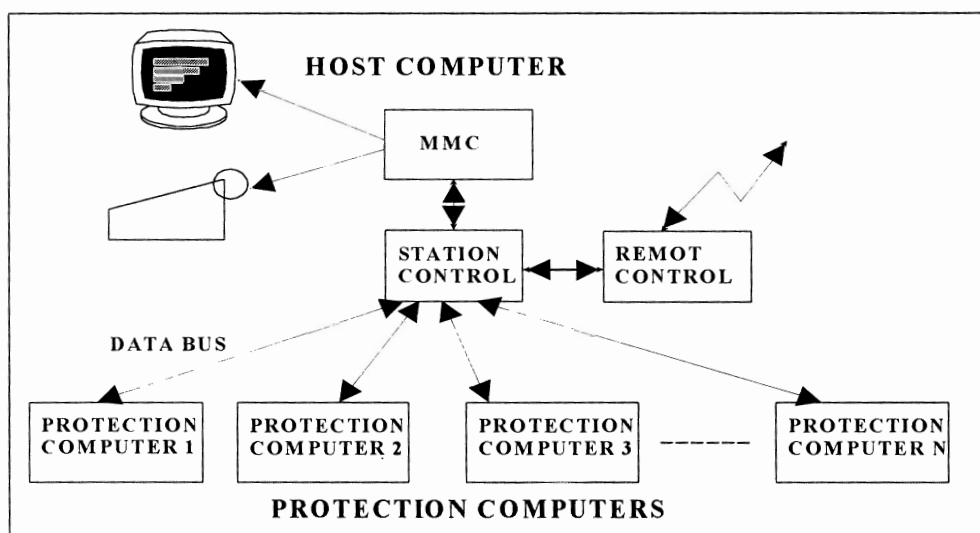 HOST COMPUTER
MMC
STATION
CONTROL
REMOT
CONTROL
DATA BUS
PROTECTION
COMPUTER 1
PROTECTION
COMPUTER 2
PROTECTION
COMPUTER 3
PROTECTION
COMPUTER N
PROTECTION COMPUTERS